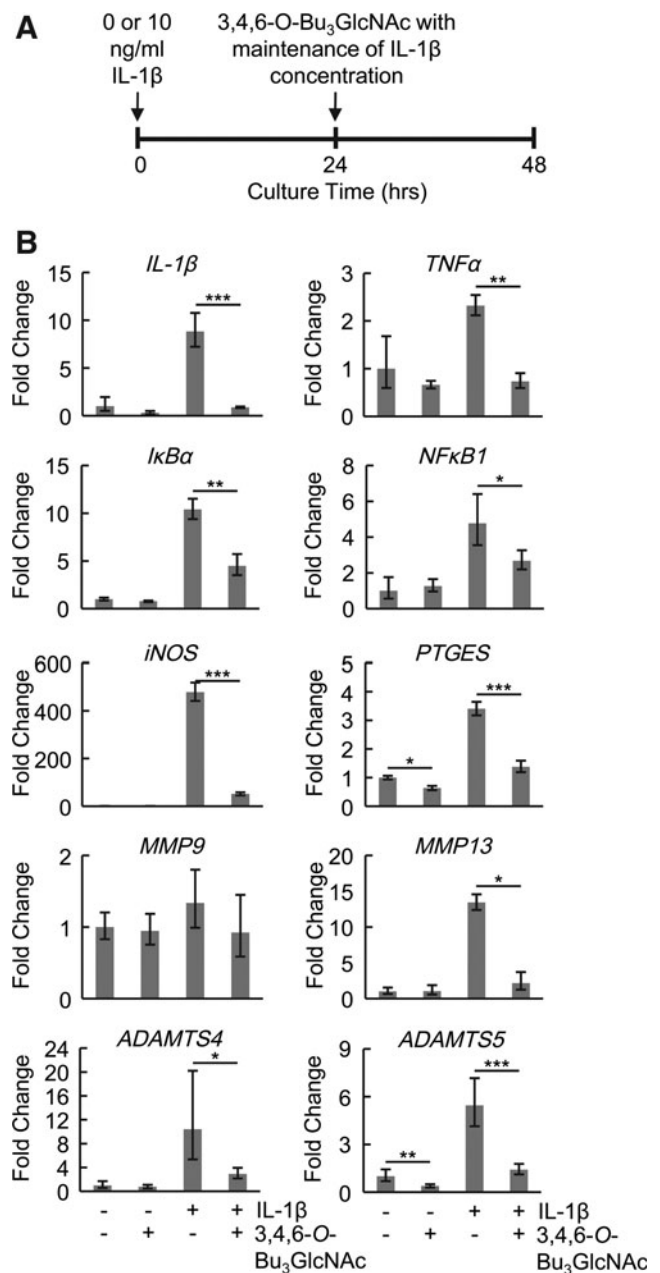 A
0 or 10
ng/ml
IL-1β
3,4,6-O-Bu₃GlcNAc with
maintenance of IL-1β
concentration
0 24 48
Culture Time (hrs)
B
IL-1β
Fold Change
15
10
5
0
***
TNFα
Fold Change
3
2
1
0
**
IκBα
Fold Change
15
10
5
0
**
NFκB1
Fold Change
8
6
4
2
0
*
iNOS
Fold Change
600
400
200
0
***
PTGES
Fold Change
5
4
3
2
1
0
*
***
MMP9
Fold Change
2
1
0
MMP13
Fold Change
20
15
10
5
0
*
ADAMTS4
Fold Change
24
20
16
12
8
4
0
*
- - + + IL-1β
- + - + 3,4,6-O-
Bu₃GlcNAc
ADAMTS5
Fold Change
9
6
3
0
**
***
- - + + IL-1β
- + - + 3,4,6-O-
Bu₃GlcNAc